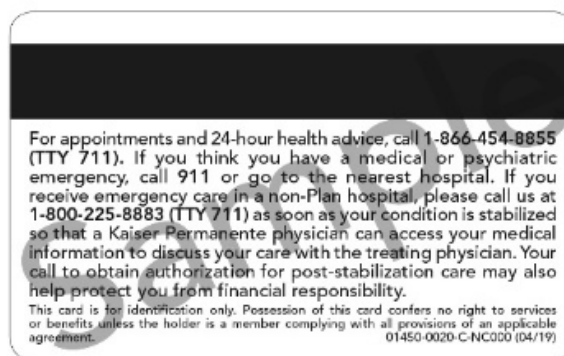 For appointments and 24-hour health advice, call 1-866-454-8855
(TTY 711). If you think you have a medical or psychiatric
emergency, call 911 or go to the nearest hospital. If you
receive emergency care in a non-Plan hospital, please call us at
1-800-225-8883 (TTY 711) as soon as your condition is stabilized
so that a Kaiser Permanente physician can access your medical
information to discuss your care with the treating physician. Your
call to obtain authorization for post-stabilization care may also
help protect you from financial responsibility.
This card is for identification only. Possession of this card confers no right to services
or benefits unless the holder is a member complying with all provisions of an applicable
agreement. 01450-0020-C-NC000 (04/19)
Sample